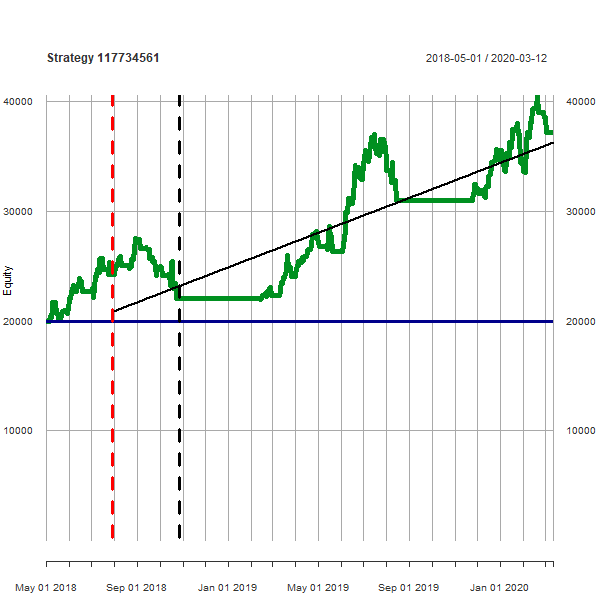 Strategy 117734561 2018-05-01 / 2020-03-12
40000 40000
30000 30000
Equity
20000 20000
10000 10000
May 01 2018 Sep 01 2018 Jan 01 2019 May 01 2019 Sep 01 2019 Jan 01 2020